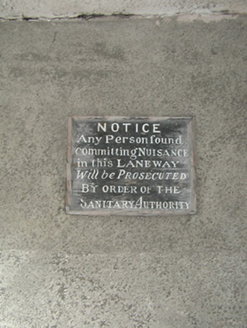 NOTICE
Any Person found
committing NUISANCE
in this LANEWAY
Will be PROSECUTED
BY ORDER OF THE
SANITARY AUTHORITY